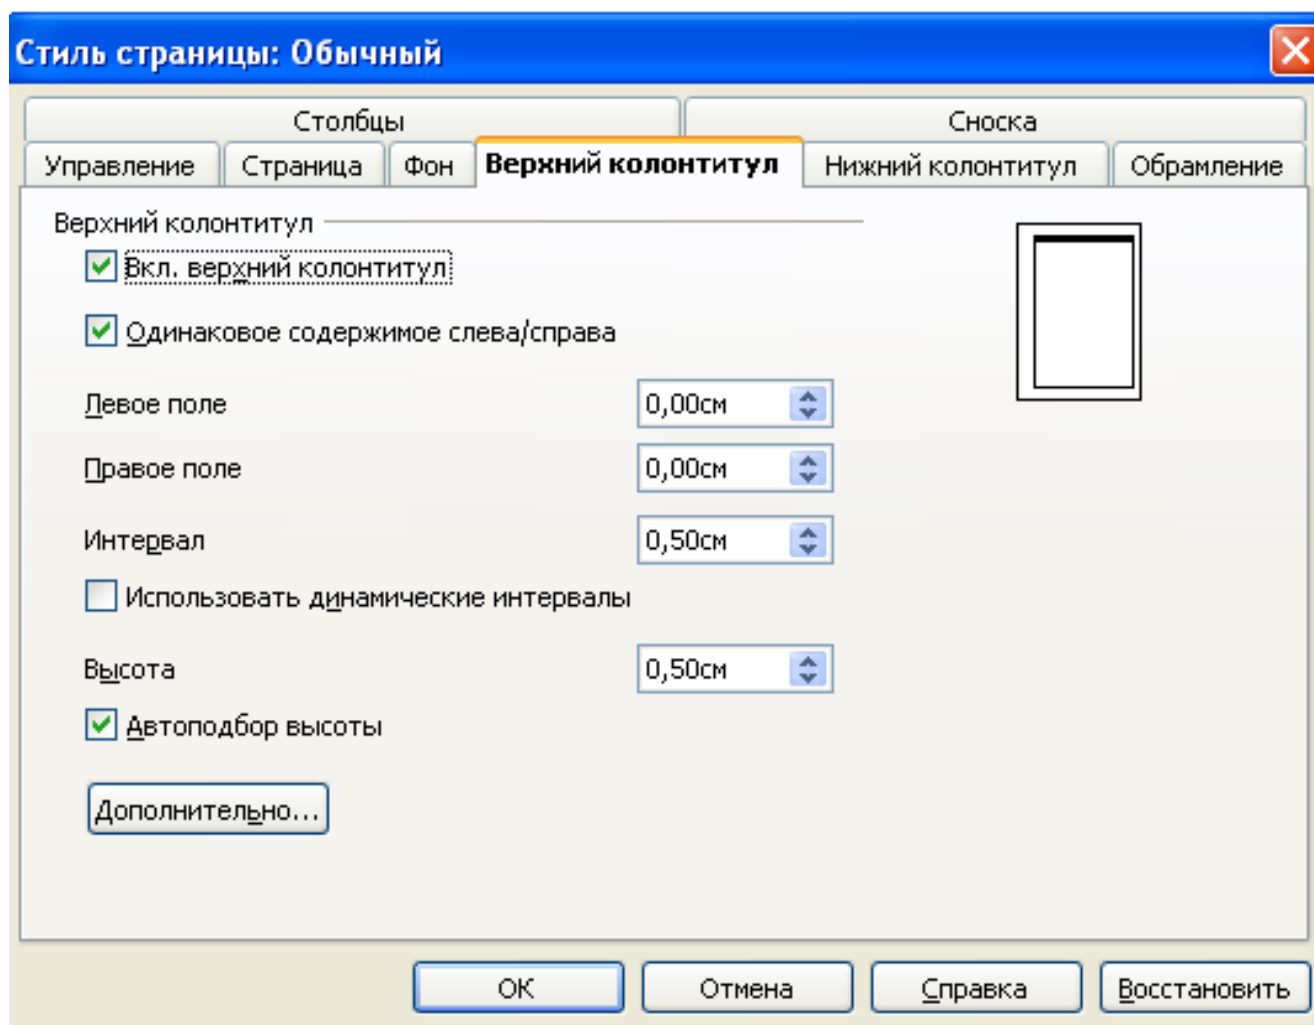 Стиль страницы: Обычный
Столбцы Сноска
Управление Страница Фон Верхний колонтитул Нижний колонтитул Обрамление
Верхний колонтитул
Вкл. верхний колонтитул
Одинаковое содержимое слева/справа
Левое поле 0,00см
Правое поле 0,00см
Интервал 0,50см
Использовать динамические интервалы
Высота 0,50см
Автоподбор высоты
Дополнительно...
ОК Отмена Справка Восстановить